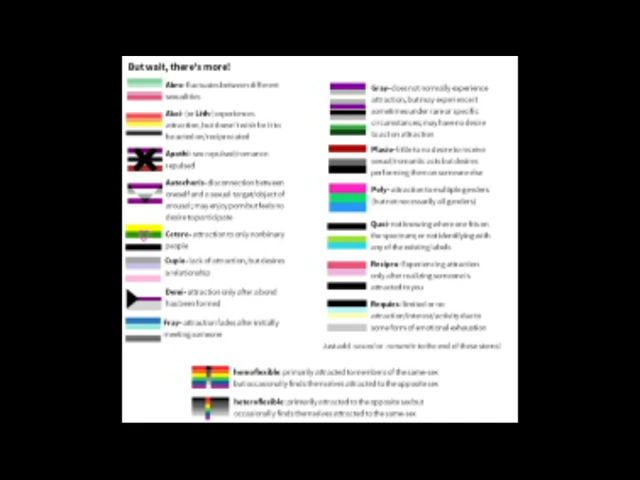 But wait, there's more!
Abro- fluctuates between different
sexualities
Akoi- (or Lith-) experiences
attraction, but doesn't wish for it to
be acted on/reciprocated
Apothi- sex repulsed/romance
repulsed
Autochoris- disconnection between
oneself and a sexual target/object of
arousal; may enjoy porn but feels no
desire to participate
Cetero- attraction to only nonbinary
people
Cupio- lack of attraction, but desires
a relationship
Demi- attraction only after a bond
has been formed
Fray- attraction fades after initially
meeting someone
Gray- does not normally experience
attraction, but may experience it
sometimes under rare or specific
circumstances; may have no desire
to act on attraction
Placio- little to no desire to receive
sexual/romantic acts but desires
performing them on someone else
Poly- attraction to multiple genders
(but not necessarily all genders)
Quoi- not knowing where one fits on
the spectrum; or not identifying with
any of the existing labels
Recipro- Experiencing attraction
only after realizing someone is
attracted to you
Requies- limited or no
attraction/interest/activity due to
some form of emotional exhaustion
Just add -sexual or -romantic to the end of these stems!
homoflexible: primarily attracted to members of the same sex
but occasionally finds themselves attracted to the opposite sex
heteroflexible: primarily attracted to the opposite sex but
occasionally finds themselves attracted to the same sex